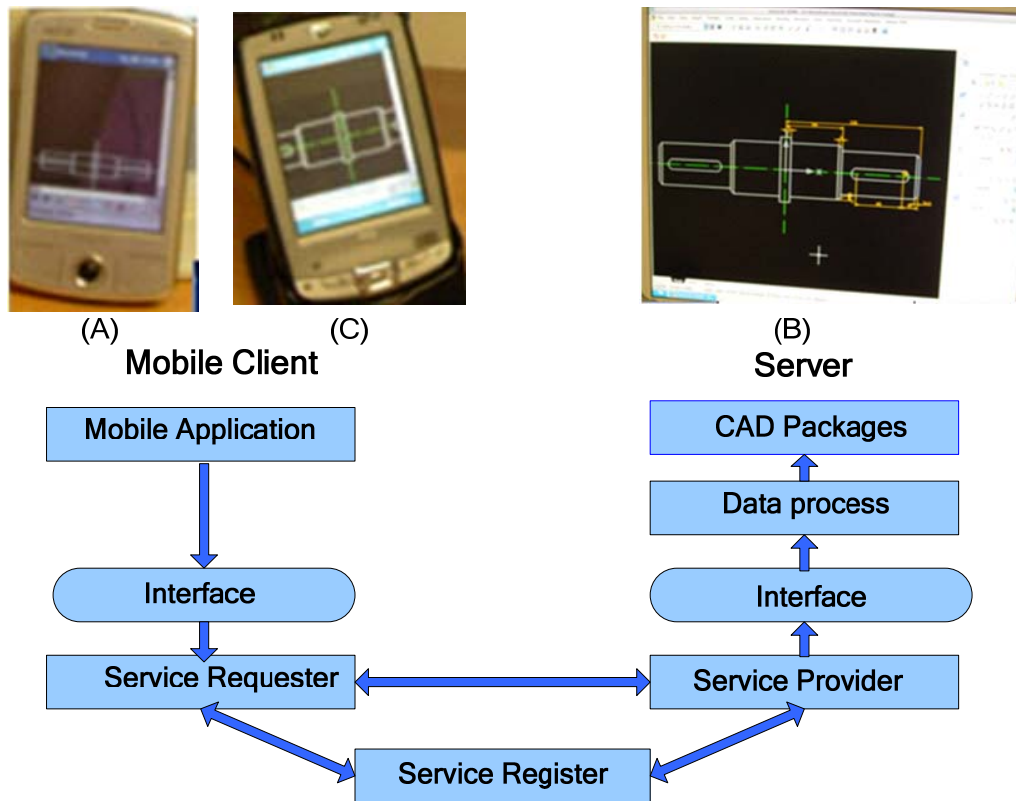 (A)
(C)
(B)
Mobile Client
Server
Mobile Application
CAD Packages
Data process
Interface
Interface
Service Requester
Service Provider
Service Register